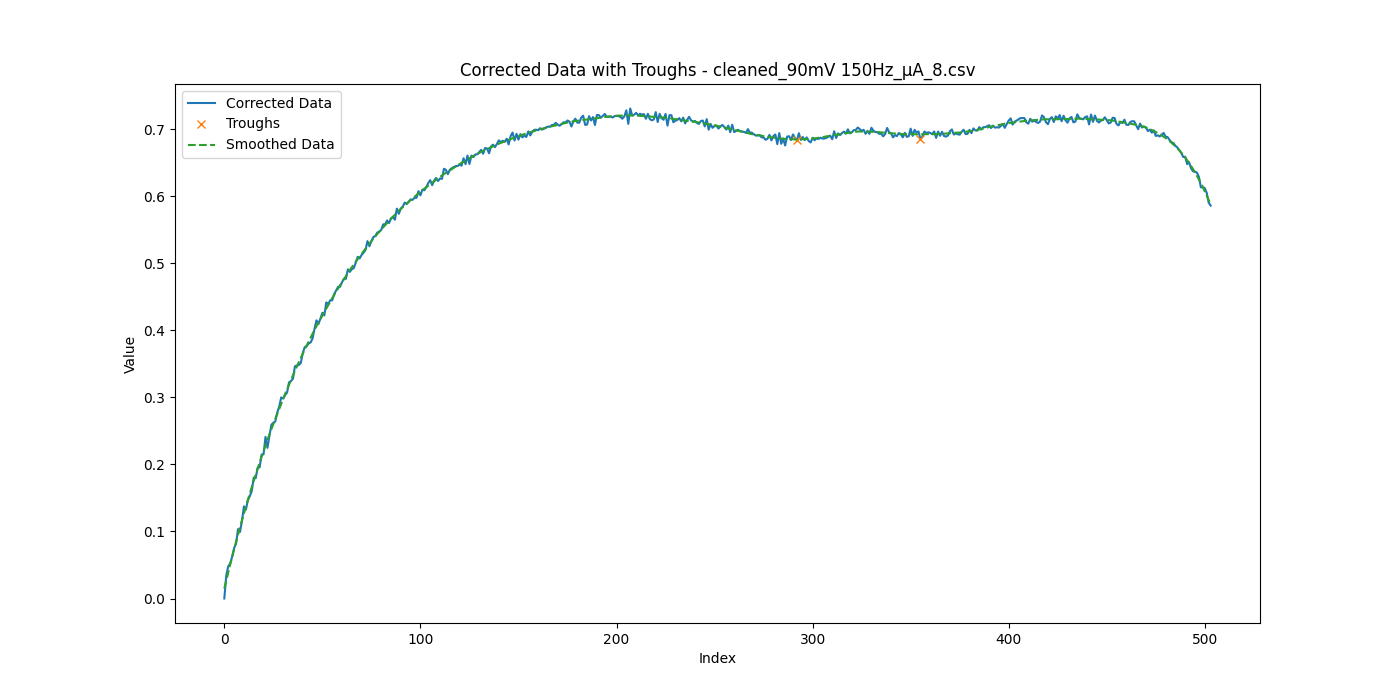 Corrected Data with Troughs - cleaned_90mV 150Hz_µA_8.csv
Corrected Data
Troughs
Smoothed Data
0.7
0.6
0.5
0.4
0.3
0.2
0.1
0.0
Value
0 100 200 300 400 500
Index